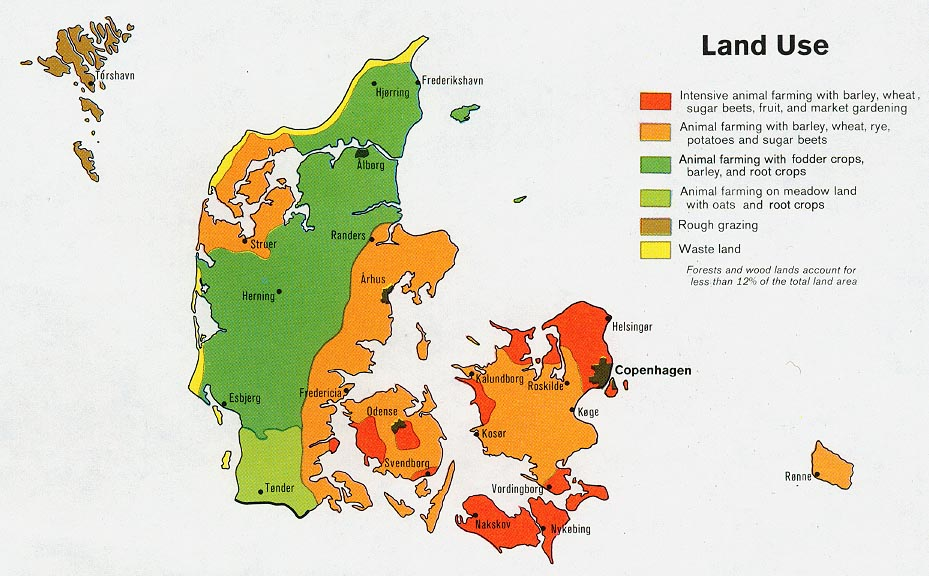 Land Use
Intensive animal farming with barley, wheat,
sugar beets, fruit, and market gardening
Animal farming with barley, wheat, rye,
potatoes and sugar beets
Animal farming with fodder crops,
barley, and root crops
Animal farming on meadow land
with oats and root crops
Rough grazing
Waste land
Forests and wood lands account for
less than 12% of the total land area
Tørshavn
Frederikshavn
Hjørring
Ålborg
Struer
Randers
Århus
Herning
Helsingør
Copenhagen
Kalundborg
Roskilde
Fredericia
Esbjerg
Odense
Køge
Kosør
Svendborg
Rønne
Tønder
Vordingborg
Nakskov
Nykøbing